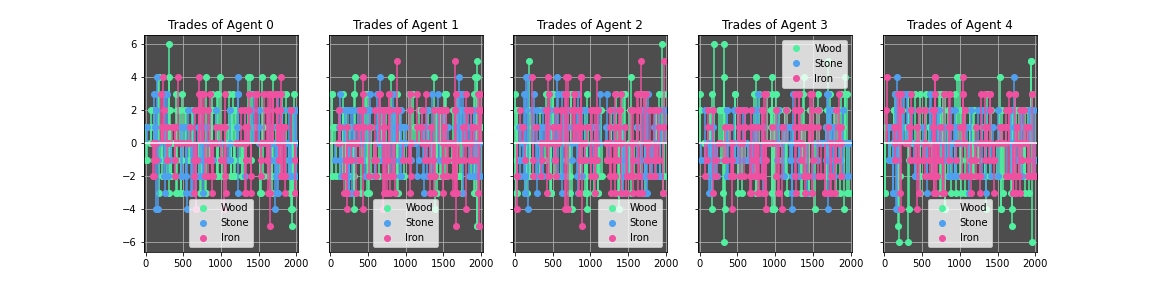 Trades of Agent 0
Trades of Agent 1
Trades of Agent 2
Trades of Agent 3
Trades of Agent 4
6
4
2
0
−2
−4
−6
Wood
Stone
Iron
0
500
1000
1500
2000
Wood
Stone
Iron
0
500
1000
1500
2000
Wood
Stone
Iron
0
500
1000
1500
2000
Wood
Stone
Iron
0
500
1000
1500
2000
Wood
Stone
Iron
0
500
1000
1500
2000